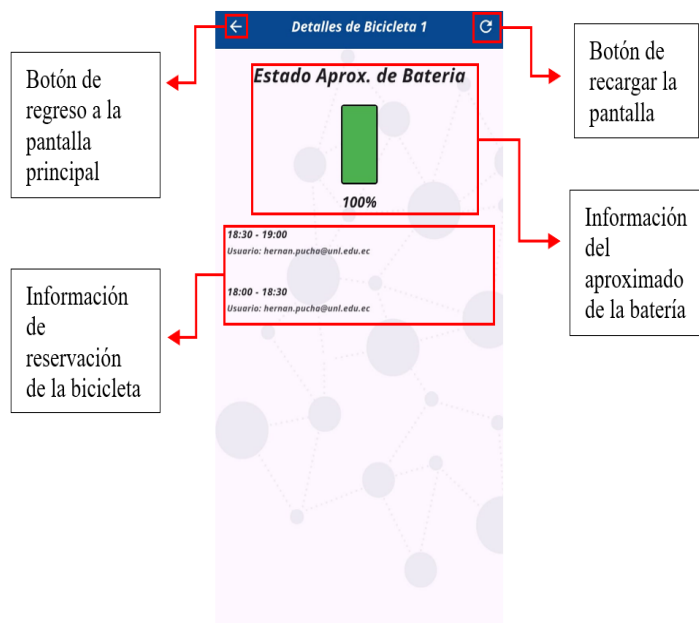 Detalles de Bicicleta 1
Botón de
regreso a la
pantalla
principal
Botón de
recargar la
pantalla
Estado Aprox. de Bateria
100%
Información
del
aproximado
de la batería
18:30 - 19:00
Usuario: hernan.pucha@unl.edu.ec
18:00 - 18:30
Usuario: hernan.pucha@unl.edu.ec
Información
de
reservación
de la bicicleta